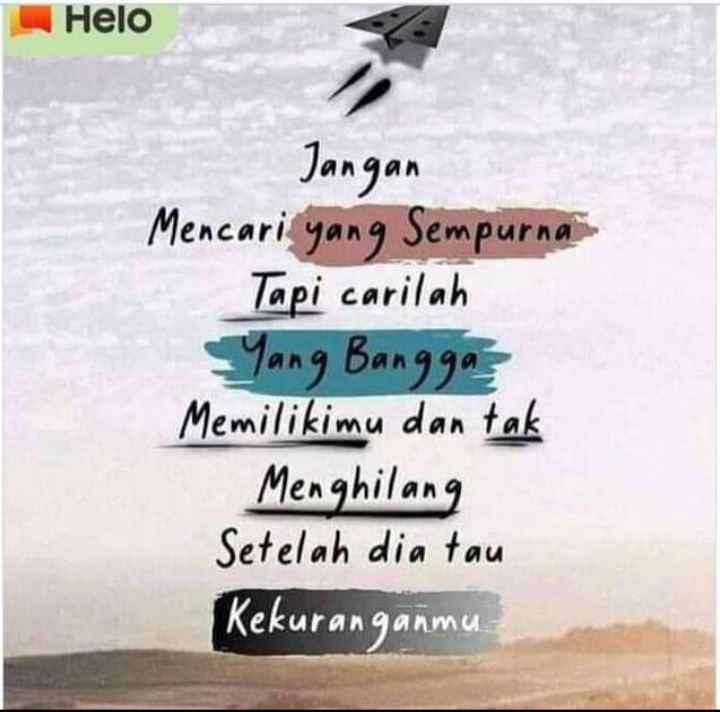 Helo
Jangan
Mencari yang Sempurna
Tapi carilah
Yang Bangga
Memilikimu dan tak
Menghilang
Setelah dia tau
Kekuranganmu